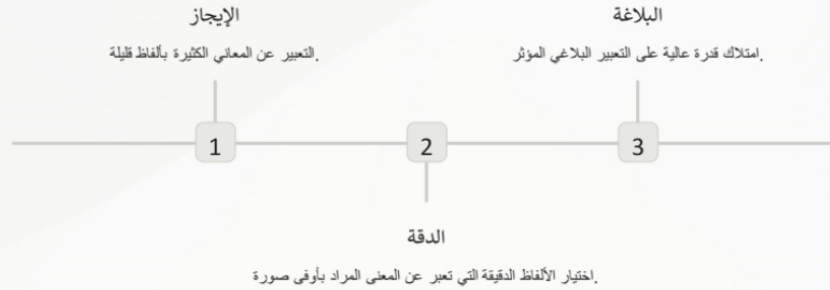 الإيجاز
التعبير عن المعاني الكثيرة بألفاظ قليلة.
1
الدقة
اختيار الألفاظ الدقيقة التي تعبر عن المعنى المراد بأوفى صورة.
2
البلاغة
امتلاك قدرة عالية على التعبير البلاغي المؤثر.
3